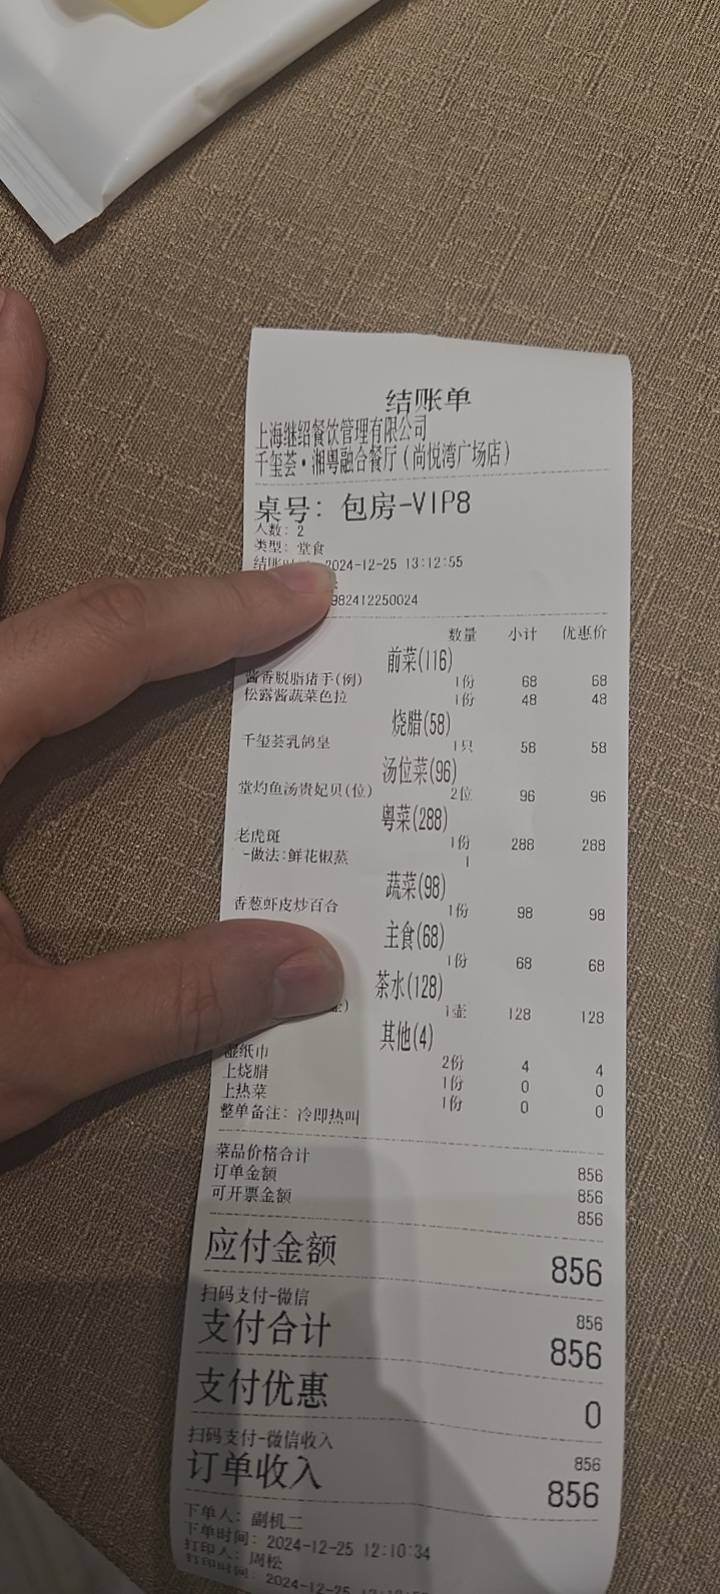 结账单
上海继绍餐饮管理有限公司
千玺荟·湘粤融合餐厅(尚悦湾广场店)
桌号: 包房-VIP8
人数: 2
类型: 堂食
结账 2024-12-25 13:12:55
982412250024
数量 小计 优惠价
前菜(116)
酱香脱脂猪手(例) 1份 68 68
松露酱蔬菜色拉 1份 48 48
烧腊(58)
千玺荟乳鸽皇 1只 58 58
汤位菜(96)
堂灼鱼汤贵妃贝(位) 2位 96 96
粤菜(288)
老虎斑 1份 288 288
-做法:鲜花椒蒸 1
蔬菜(98)
香葱虾皮炒百合 1份 98 98
主食(68)
1份 68 68
茶水(128)
壶) 1壶 128 128
其他(4)
湿纸巾 2份 4 4
上烧腊 1份 0 0
上热菜 1份 0 0
整单备注: 冷即热叫
菜品价格合计 856
订单金额 856
可开票金额 856
应付金额 856
扫码支付-微信 856
支付合计 856
支付优惠 0
扫码支付-微信收入 856
订单收入 856
下单人: 副机二
下单时间: 2024-12-25 12:10:34
打印人: 周松
打印时间: 2024-12-25